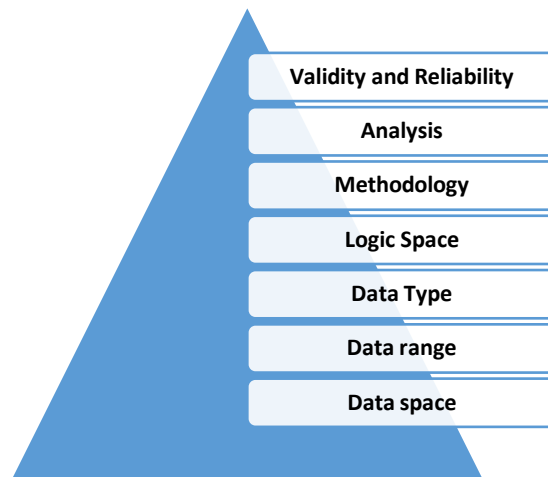 Validity and Reliability
Analysis
Methodology
Logic Space
Data Type
Data range
Data space